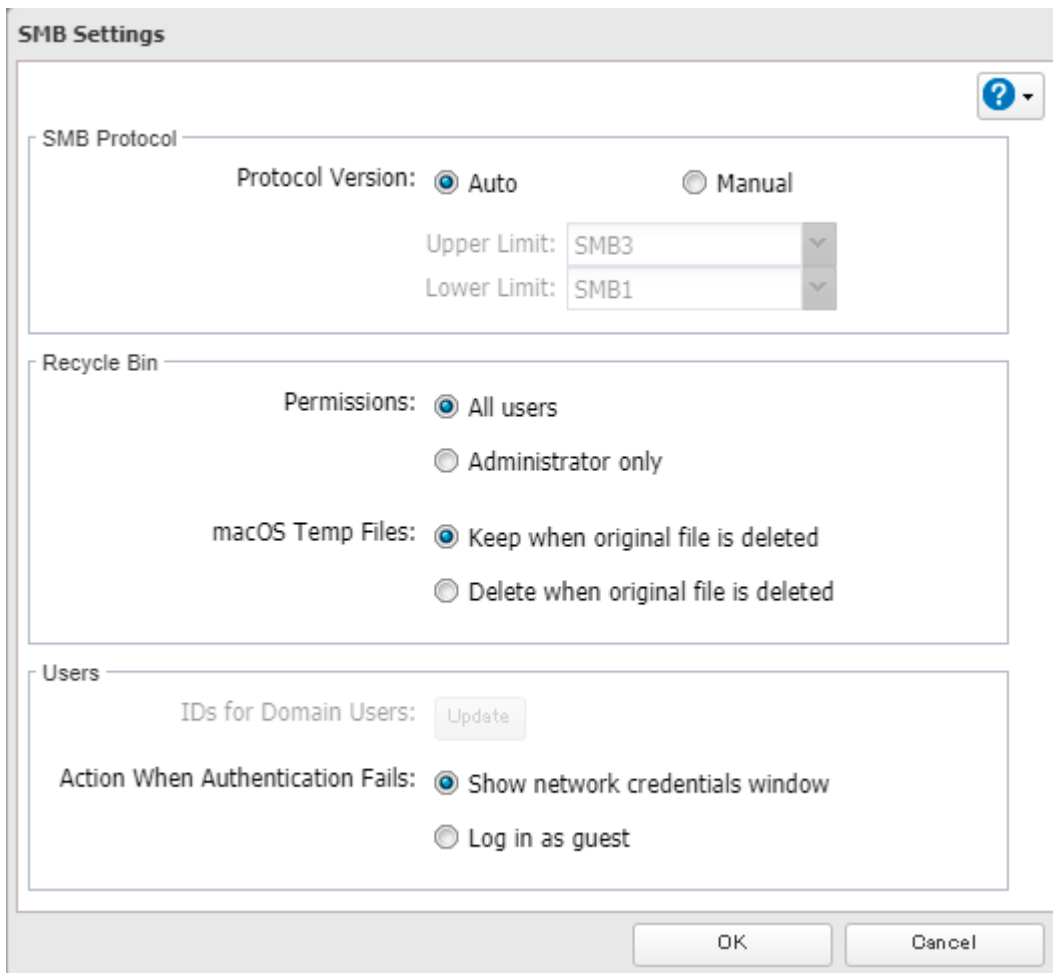 SMB Settings
?
SMB Protocol
Protocol Version: Auto Manual
Upper Limit: SMB3
Lower Limit: SMB1
Recycle Bin
Permissions: All users
Administrator only
macOS Temp Files: Keep when original file is deleted
Delete when original file is deleted
Users
IDs for Domain Users: Update
Action When Authentication Fails: Show network credentials window
Log in as guest
OK Cancel